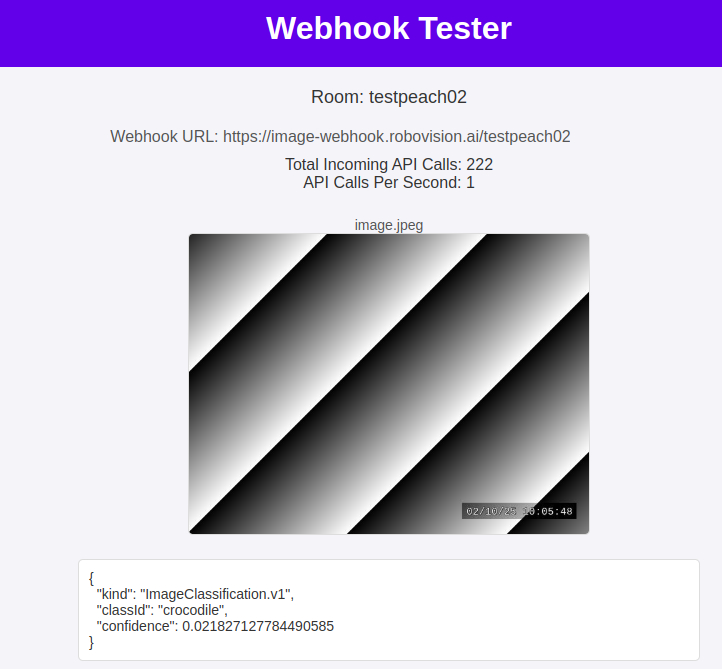 Webhook Tester
Room: testpeach02
Webhook URL: https://image-webhook.robovision.ai/testpeach02
Total Incoming API Calls: 222
API Calls Per Second: 1
image.jpeg
02/10/25 10:05:48
{
"kind": "ImageClassification.v1",
"classId": "crocodile",
"confidence": 0.021827127784490585
}